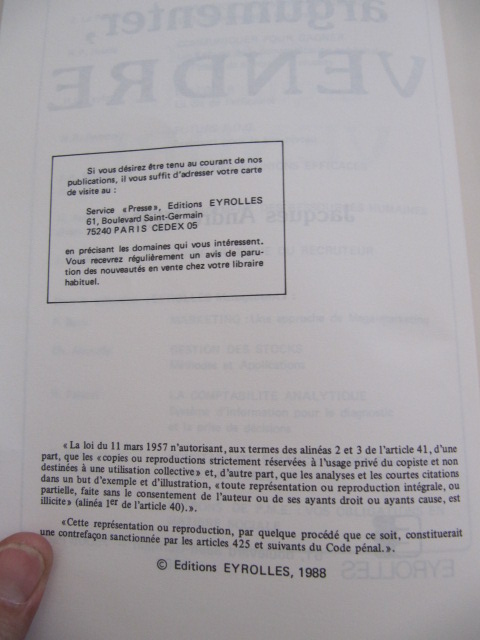 Si vous désirez être tenu au courant de nos
publications, il vous suffit d'adresser votre carte
de visite au :
Service «Presse», Editions EYROLLES
61, Boulevard Saint-Germain
75240 PARIS CEDEX 05
en précisant les domaines qui vous intéressent.
Vous recevrez régulièrement un avis de paru-
tion des nouveautés en vente chez votre libraire
habituel.
«La loi du 11 mars 1957 n'autorisant, aux termes des alinéas 2 et 3 de l'article 41, d'une
part, que les «copies ou reproductions strictement réservées à l'usage privé du copiste et non
destinées à une utilisation collective» et, d'autre part, que les analyses et les courtes citations
dans un but d'exemple et d'illustration, «toute représentation ou reproduction intégrale, ou
partielle, faite sans le consentement de l'auteur ou de ses ayants droit ou ayants cause, est
illicite» (alinéa 1er de l'article 40).».
«Cette représentation ou reproduction, par quelque procédé que ce soit, constituerait
une contrefaçon sanctionnée par les articles 425 et suivants du Code pénal.».
© Editions EYROLLES, 1988